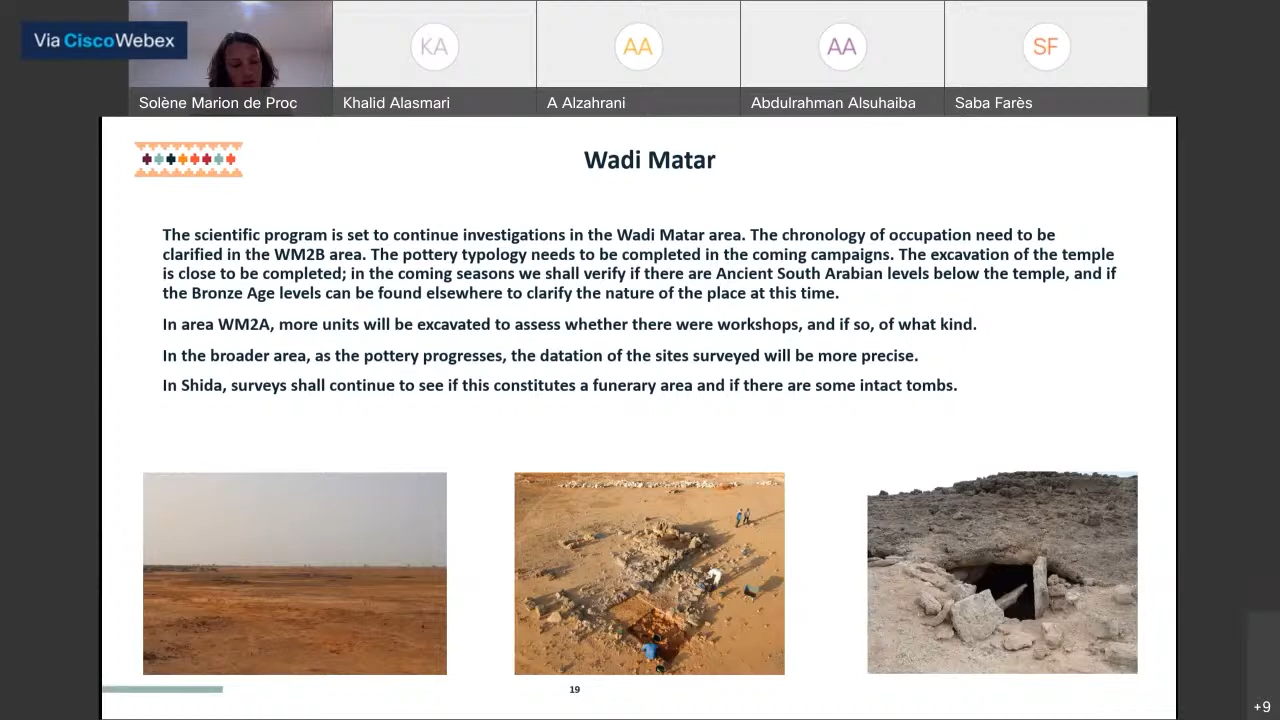 Via Cisco Webex
KA
AA
AA
SF
Solène Marion de Proc
Khalid Alasmari
A Alzahrani
Abdulrahman Alsuhaiba
Saba Farès
Wadi Matar
The scientific program is set to continue investigations in the Wadi Matar area. The chronology of occupation need to be
clarified in the WM2B area. The pottery typology needs to be completed in the coming campaigns. The excavation of the temple
is close to be completed; in the coming seasons we shall verify if there are Ancient South Arabian levels below the temple, and if
the Bronze Age levels can be found elsewhere to clarify the nature of the place at this time.
In area WM2A, more units will be excavated to assess whether there were workshops, and if so, of what kind.
In the broader area, as the pottery progresses, the datation of the sites surveyed will be more precise.
In Shida, surveys shall continue to see if this constitutes a funerary area and if there are some intact tombs.
19
+9